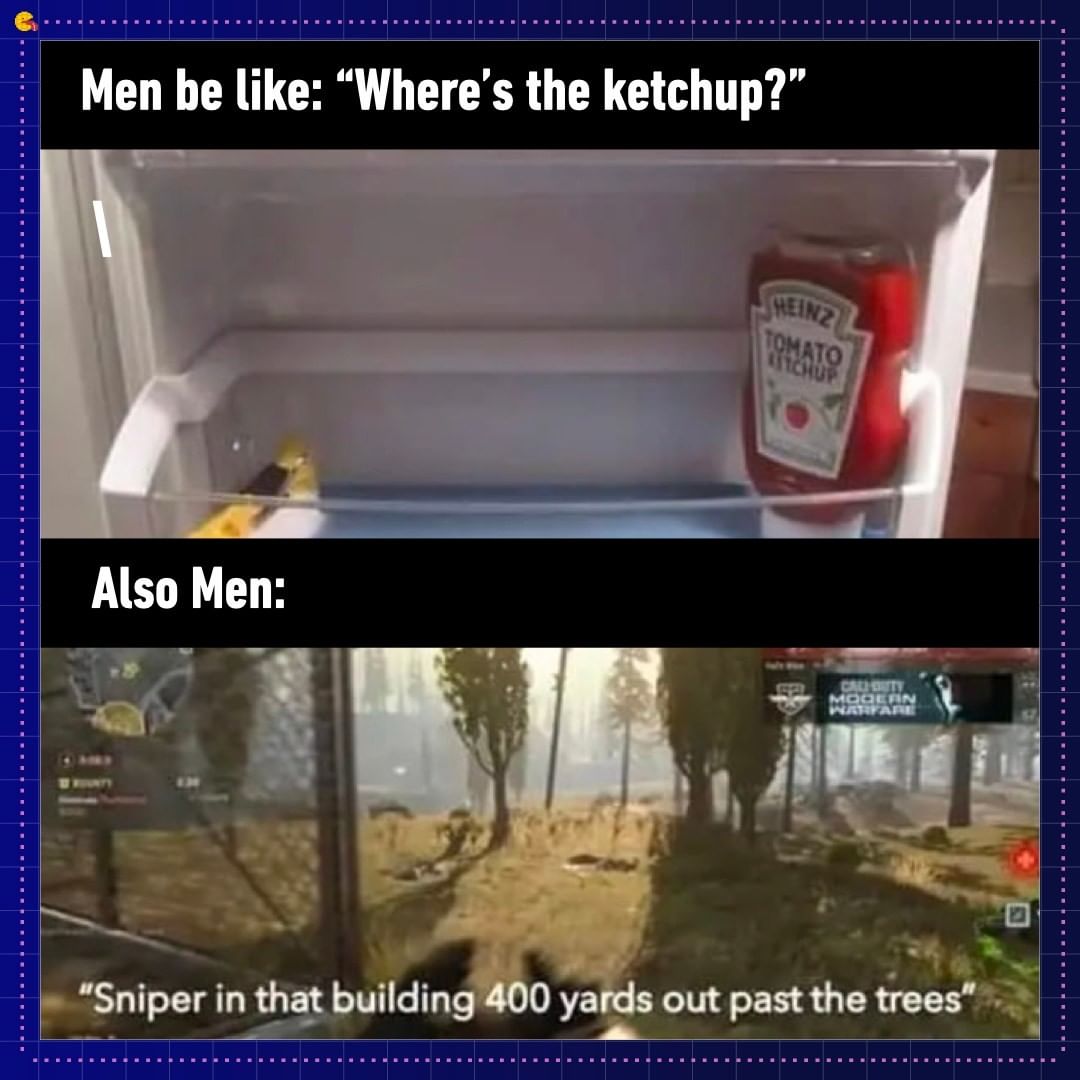 Men be like: “Where’s the ketchup?”
\
HEINZ
TOMATO
KETCHUP
Also Men:
CALL OF DUTY
MODERN
WARFARE
BOUNTY
“Sniper in that building 400 yards out past the trees”